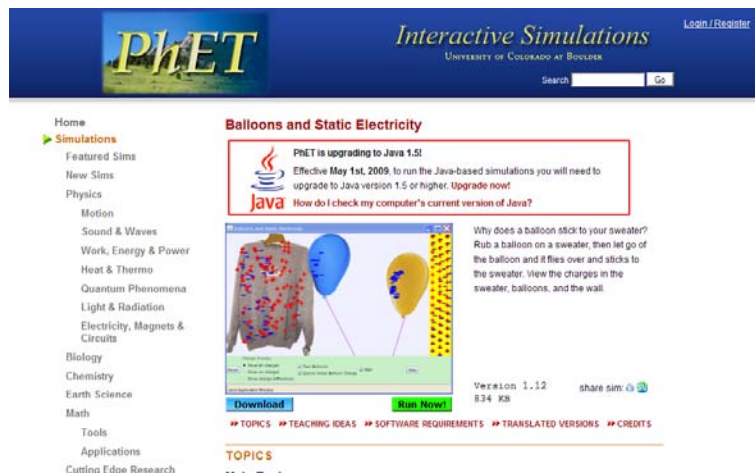 PhET
Interactive Simulations
UNIVERSITY OF COLORADO AT BOULDER
Login / Register
Search
Go
Home
Simulations
Featured Sims
New Sims
Physics
Motion
Sound & Waves
Work, Energy & Power
Heat & Thermo
Quantum Phenomena
Light & Radiation
Electricity, Magnets &
Circuits
Biology
Chemistry
Earth Science
Math
Tools
Applications
Cutting Edge Research
Balloons and Static Electricity
Java
PhET is upgrading to Java 1.5!
Effective May 1st, 2009, to run the Java-based simulations you will need to
upgrade to Java version 1.5 or higher. Upgrade now!
How do I check my computer's current version of Java?
Why does a balloon stick to your sweater?
Rub a balloon on a sweater, then let go of
the balloon and it flies over and sticks to
the sweater. View the charges in the
sweater, balloons, and the wall.
Version 1.12
834 KB
share sim:
Download
Run Now!
TOPICS TEACHING IDEAS SOFTWARE REQUIREMENTS TRANSLATED VERSIONS CREDITS
TOPICS